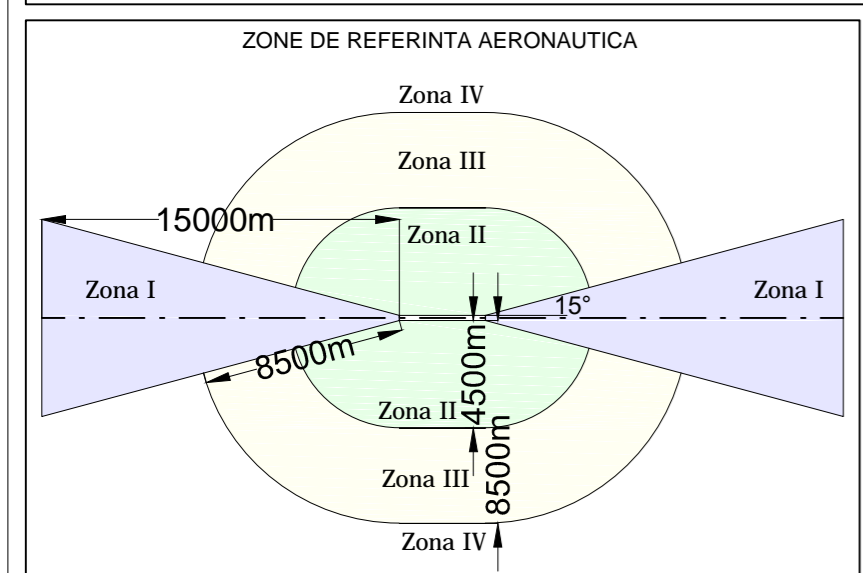 ZONE DE REFERINTA AERONAUTICA
Zona IV
Zona III
15000m
Zona II
Zona I
Zona I
15°
8500m
4500m
Zona II
8500m
Zona III
Zona IV